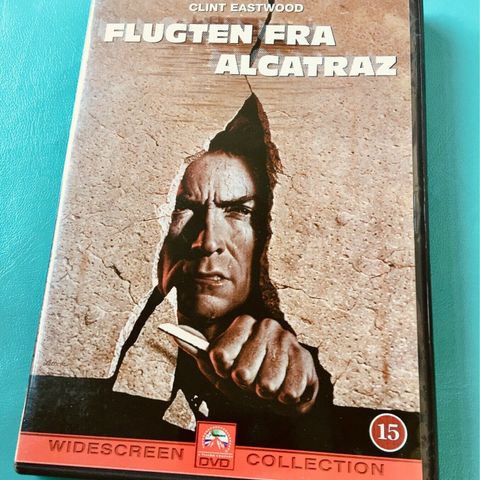 CLINT EASTWOOD
FLUGTEN FRA
ALCATRAZ
15
WIDESCREEN DVD COLLECTION